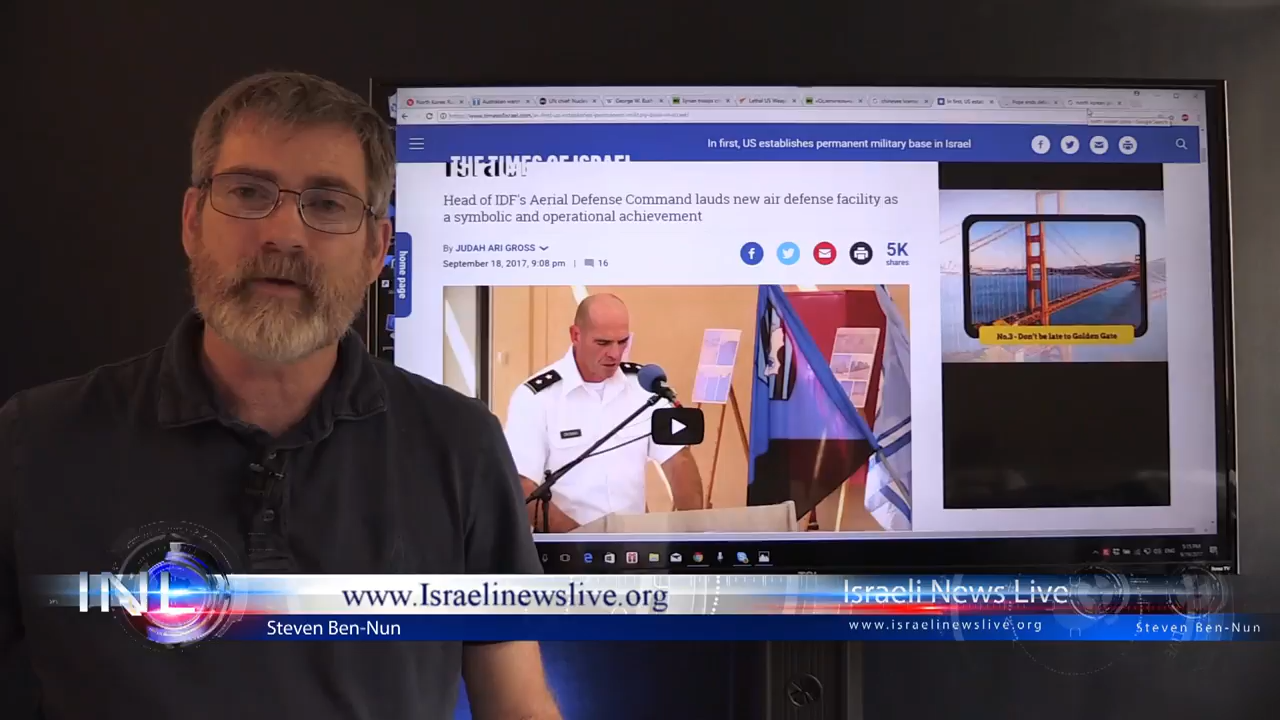 In first, US establishes permanent military base in Israel
THE TIMES OF ISRAEL
Head of IDF's Aerial Defense Command lauds new air defense facility as
a symbolic and operational achievement
By JUDAH ARI GROSS
September 18, 2017, 9:08 pm | 16
5K
shares
home page
No.3 - Don't be late to Golden Gate
INL
www.Israelinewslive.org
Steven Ben-Nun
Israeli News Live
www.israelinewslive.org
Steven Ben-Nun